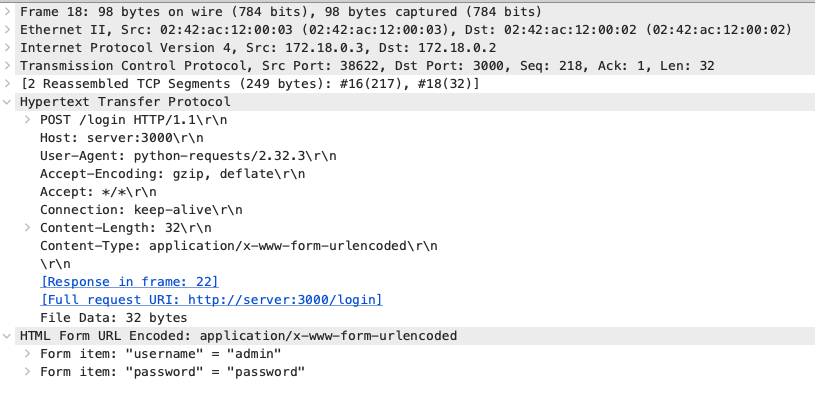 Frame 18: 98 bytes on wire (784 bits), 98 bytes captured (784 bits)
Ethernet II, Src: 02:42:ac:12:00:03 (02:42:ac:12:00:03), Dst: 02:42:ac:12:00:02 (02:42:ac:12:00:02)
Internet Protocol Version 4, Src: 172.18.0.3, Dst: 172.18.0.2
Transmission Control Protocol, Src Port: 38622, Dst Port: 3000, Seq: 218, Ack: 1, Len: 32
[2 Reassembled TCP Segments (249 bytes): #16(217), #18(32)]
Hypertext Transfer Protocol
POST /login HTTP/1.1\r\n
Host: server:3000\r\n
User-Agent: python-requests/2.32.3\r\n
Accept-Encoding: gzip, deflate\r\n
Accept: */*\r\n
Connection: keep-alive\r\n
Content-Length: 32\r\n
Content-Type: application/x-www-form-urlencoded\r\n
\r\n
[Response in frame: 22]
[Full request URI: http://server:3000/login]
File Data: 32 bytes
HTML Form URL Encoded: application/x-www-form-urlencoded
Form item: "username" = "admin"
Form item: "password" = "password"